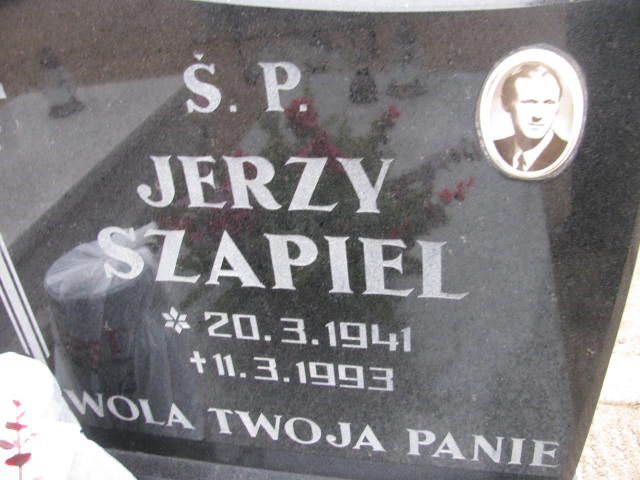 Ś. P.
JERZY
SZAPIEL
* 20.3.1941
✝ 11.3.1993
WOLA TWOJA PANIE